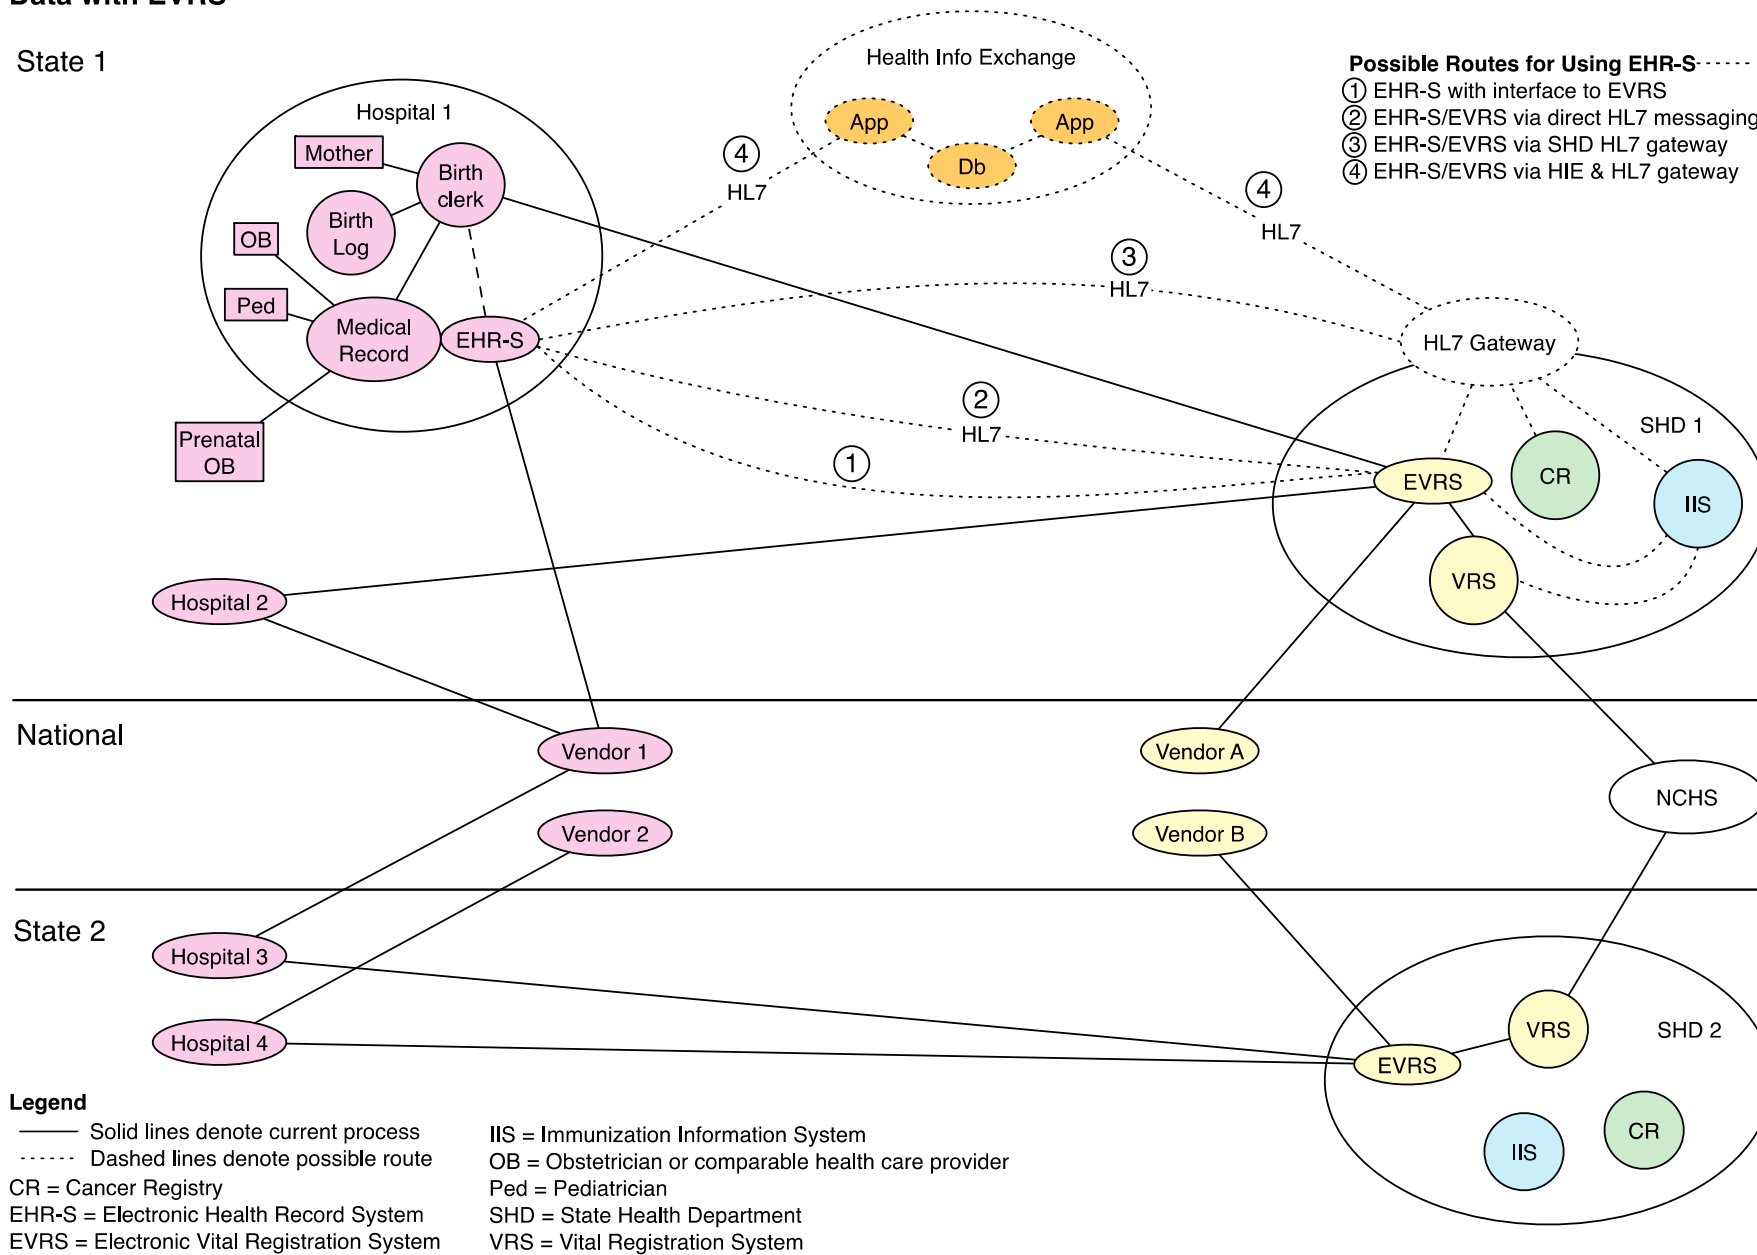 Data with EVRS
State 1
Health Info Exchange
App
App
Db
Possible Routes for Using EHR-S
1 EHR-S with interface to EVRS
2 EHR-S/EVRS via direct HL7 messaging
3 EHR-S/EVRS via SHD HL7 gateway
4 EHR-S/EVRS via HIE & HL7 gateway
Hospital 1
Mother
Birth
clerk
Birth
Log
OB
Ped
Medical
Record
EHR-S
Prenatal
OB
4
HL7
4
HL7
3
HL7
2
HL7
1
HL7 Gateway
SHD 1
EVRS
CR
IIS
VRS
Hospital 2
National
Vendor 1
Vendor A
NCHS
Vendor 2
Vendor B
State 2
Hospital 3
Hospital 4
VRS
SHD 2
EVRS
CR
IIS
Legend
Solid lines denote current process
Dashed lines denote possible route
CR = Cancer Registry
EHR-S = Electronic Health Record System
EVRS = Electronic Vital Registration System
IIS = Immunization Information System
OB = Obstetrician or comparable health care provider
Ped = Pediatrician
SHD = State Health Department
VRS = Vital Registration System